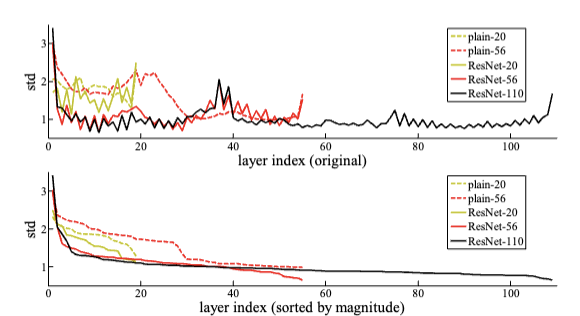 3
2
1
std
plain-20
plain-56
ResNet-20
ResNet-56
ResNet-110
0 20 40 60 80 100
layer index (original)
3
2
1
std
plain-20
plain-56
ResNet-20
ResNet-56
ResNet-110
0 20 40 60 80 100
layer index (sorted by magnitude)